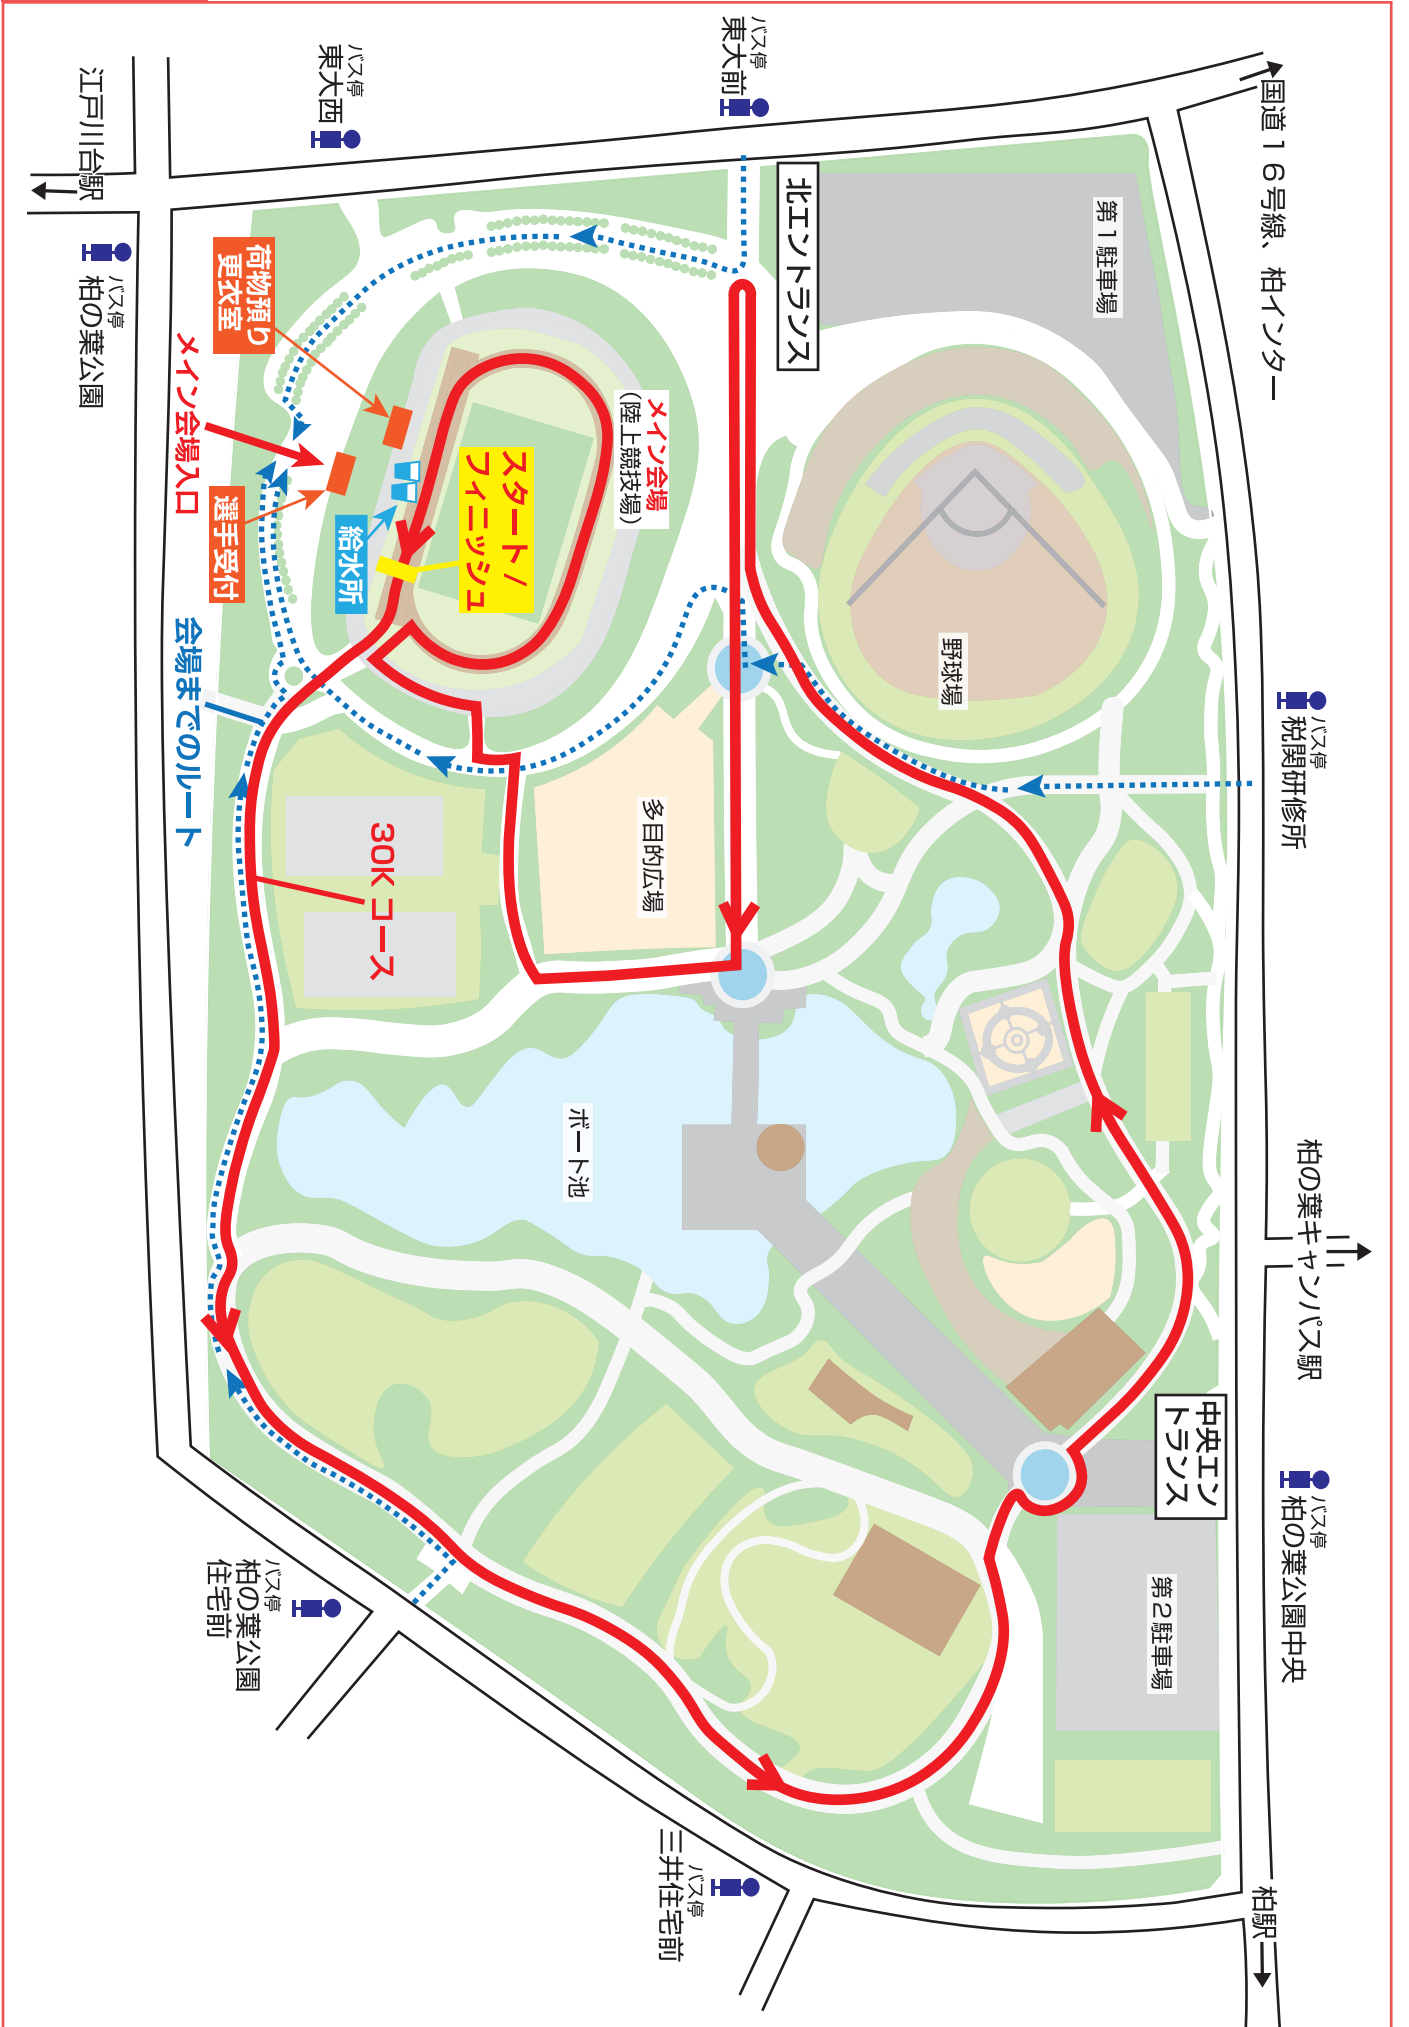 国道16号線、柏インター
バス停
東大前
バス停
東大西
江戸川台駅
北エントランス
第1駐車場
荷物預り
更衣室
バス停
柏の葉公園
メイン会場入口
メイン会場
(陸上競技場)
スタート/
フィニッシュ
選手受付
給水所
野球場
バス停
税関研修所
会場までのルート
多目的広場
30K コース
ボート池
柏の葉キャンパス駅
中央エン
トランス
バス停
柏の葉公園中央
第2駐車場
バス停
柏の葉公園
住宅前
バス停
三井住宅前
柏駅